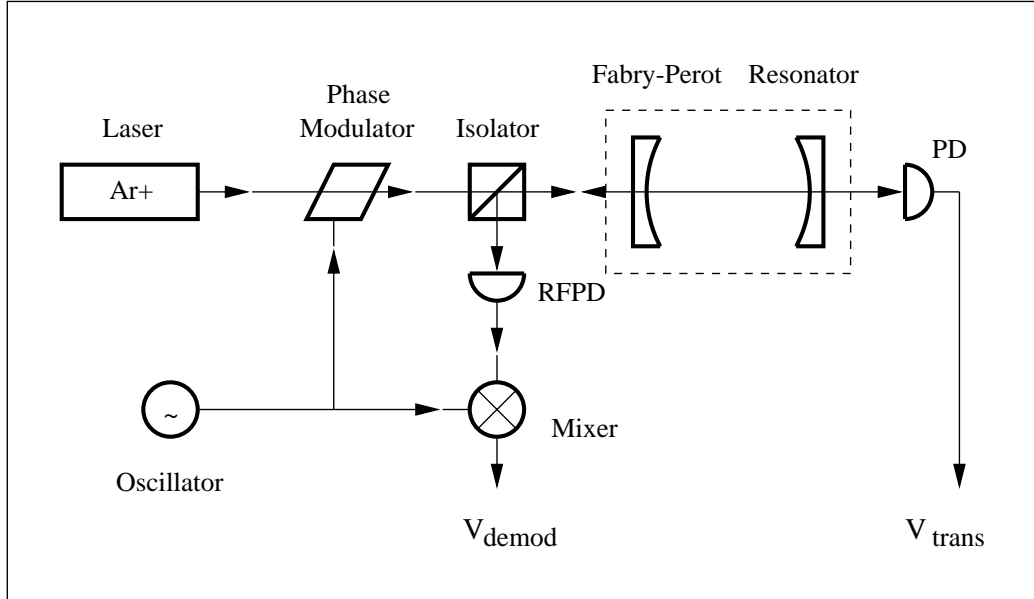 Fabry-Perot Resonator
Phase
Modulator
Laser
Isolator
PD
Ar+
RFPD
~
Mixer
Oscillator
V demod
V trans